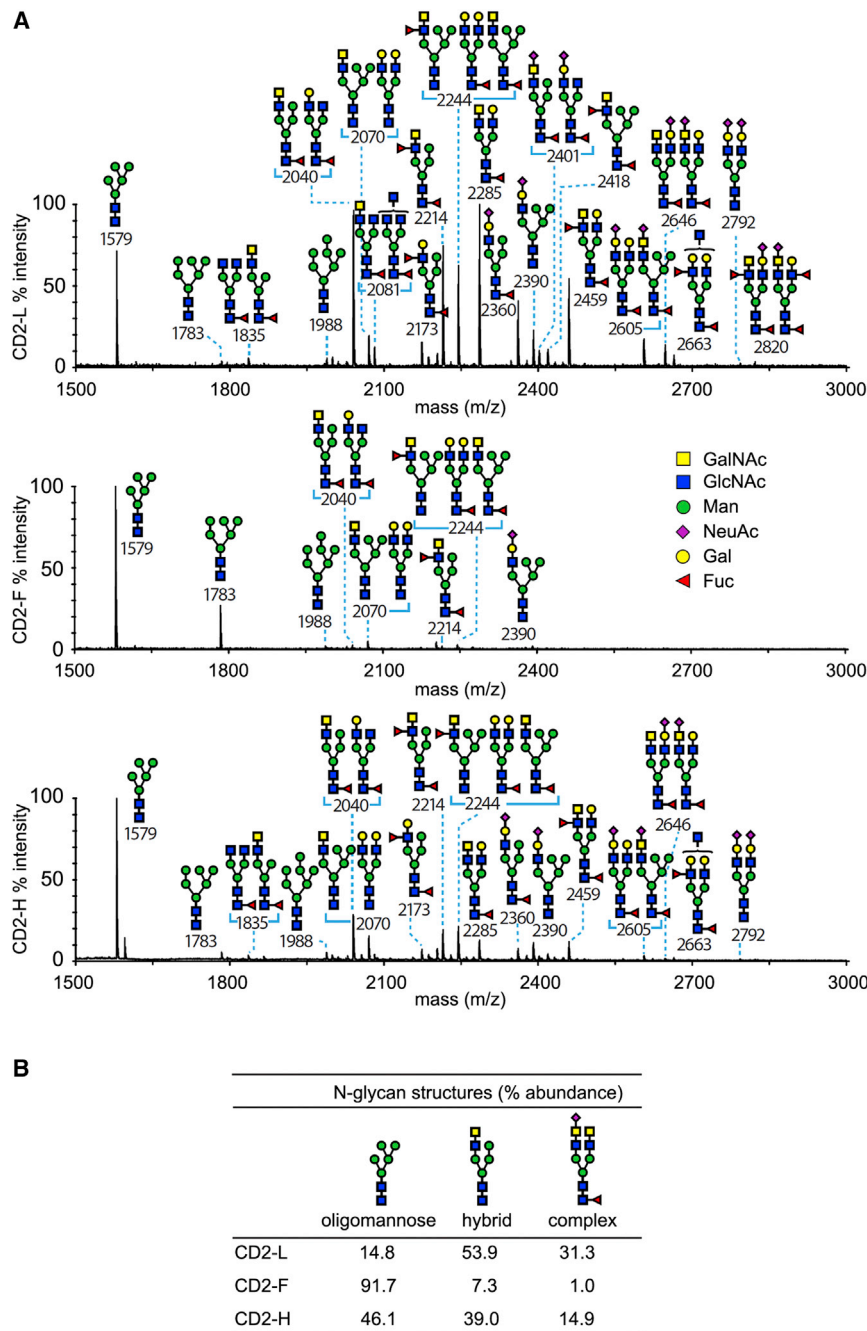 A
2244
2070
2040
2401
2418
2285
2214
1579
100
2646
2792
2081
2390
2459
2360
2173
2605
2663
2820
1783
1835
1988
50
0
CD2-L % intensity
1500 1800 2100 2400 2700 3000
mass (m/z)
2040
2244
100
1579
1783
2070
2214
2390
1988
50
0
CD2-F % intensity
GalNAc
GlcNAc
Man
NeuAc
Gal
Fuc
1500 1800 2100 2400 2700 3000
mass (m/z)
2040
2214
2244
2646
100
1579
2459
1835
2070
2173
2285
2360
2390
2605
2663
2792
1783
1988
50
0
CD2-H % intensity
1500 1800 2100 2400 2700 3000
mass (m/z)
B
N-glycan structures (% abundance)
oligomannose hybrid complex
CD2-L 14.8 53.9 31.3
CD2-F 91.7 7.3 1.0
CD2-H 46.1 39.0 14.9